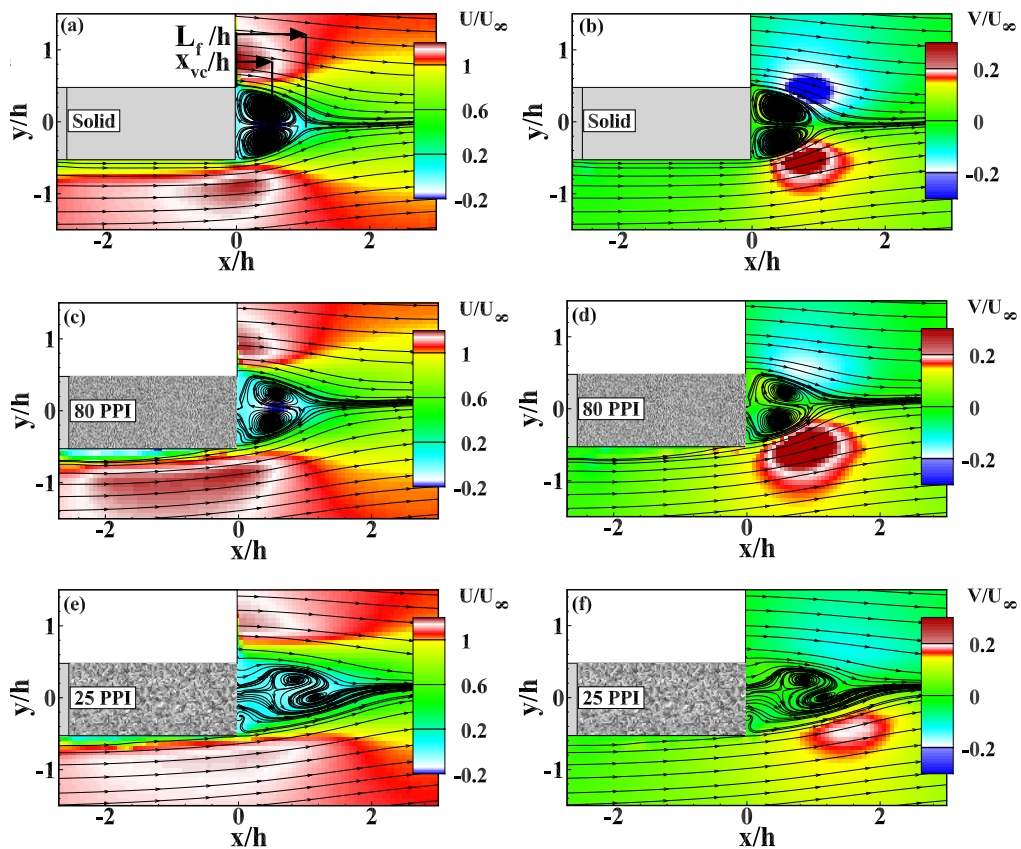 (a)
U/U∞
L_f/h
x_vc/h
1
0
-1
y/h
Solid
-2
0
2
x/h
1
0.6
0.2
-0.2
(b)
V/U∞
1
0
-1
y/h
Solid
-2
0
2
x/h
0.2
0
-0.2
(c)
U/U∞
1
0
-1
y/h
80 PPI
-2
0
2
x/h
1
0.6
0.2
-0.2
(d)
V/U∞
1
0
-1
y/h
80 PPI
-2
0
2
x/h
0.2
0
-0.2
(e)
U/U∞
1
0
-1
y/h
25 PPI
-2
0
2
x/h
1
0.6
0.2
-0.2
(f)
V/U∞
1
0
-1
y/h
25 PPI
-2
0
2
x/h
0.2
0
-0.2